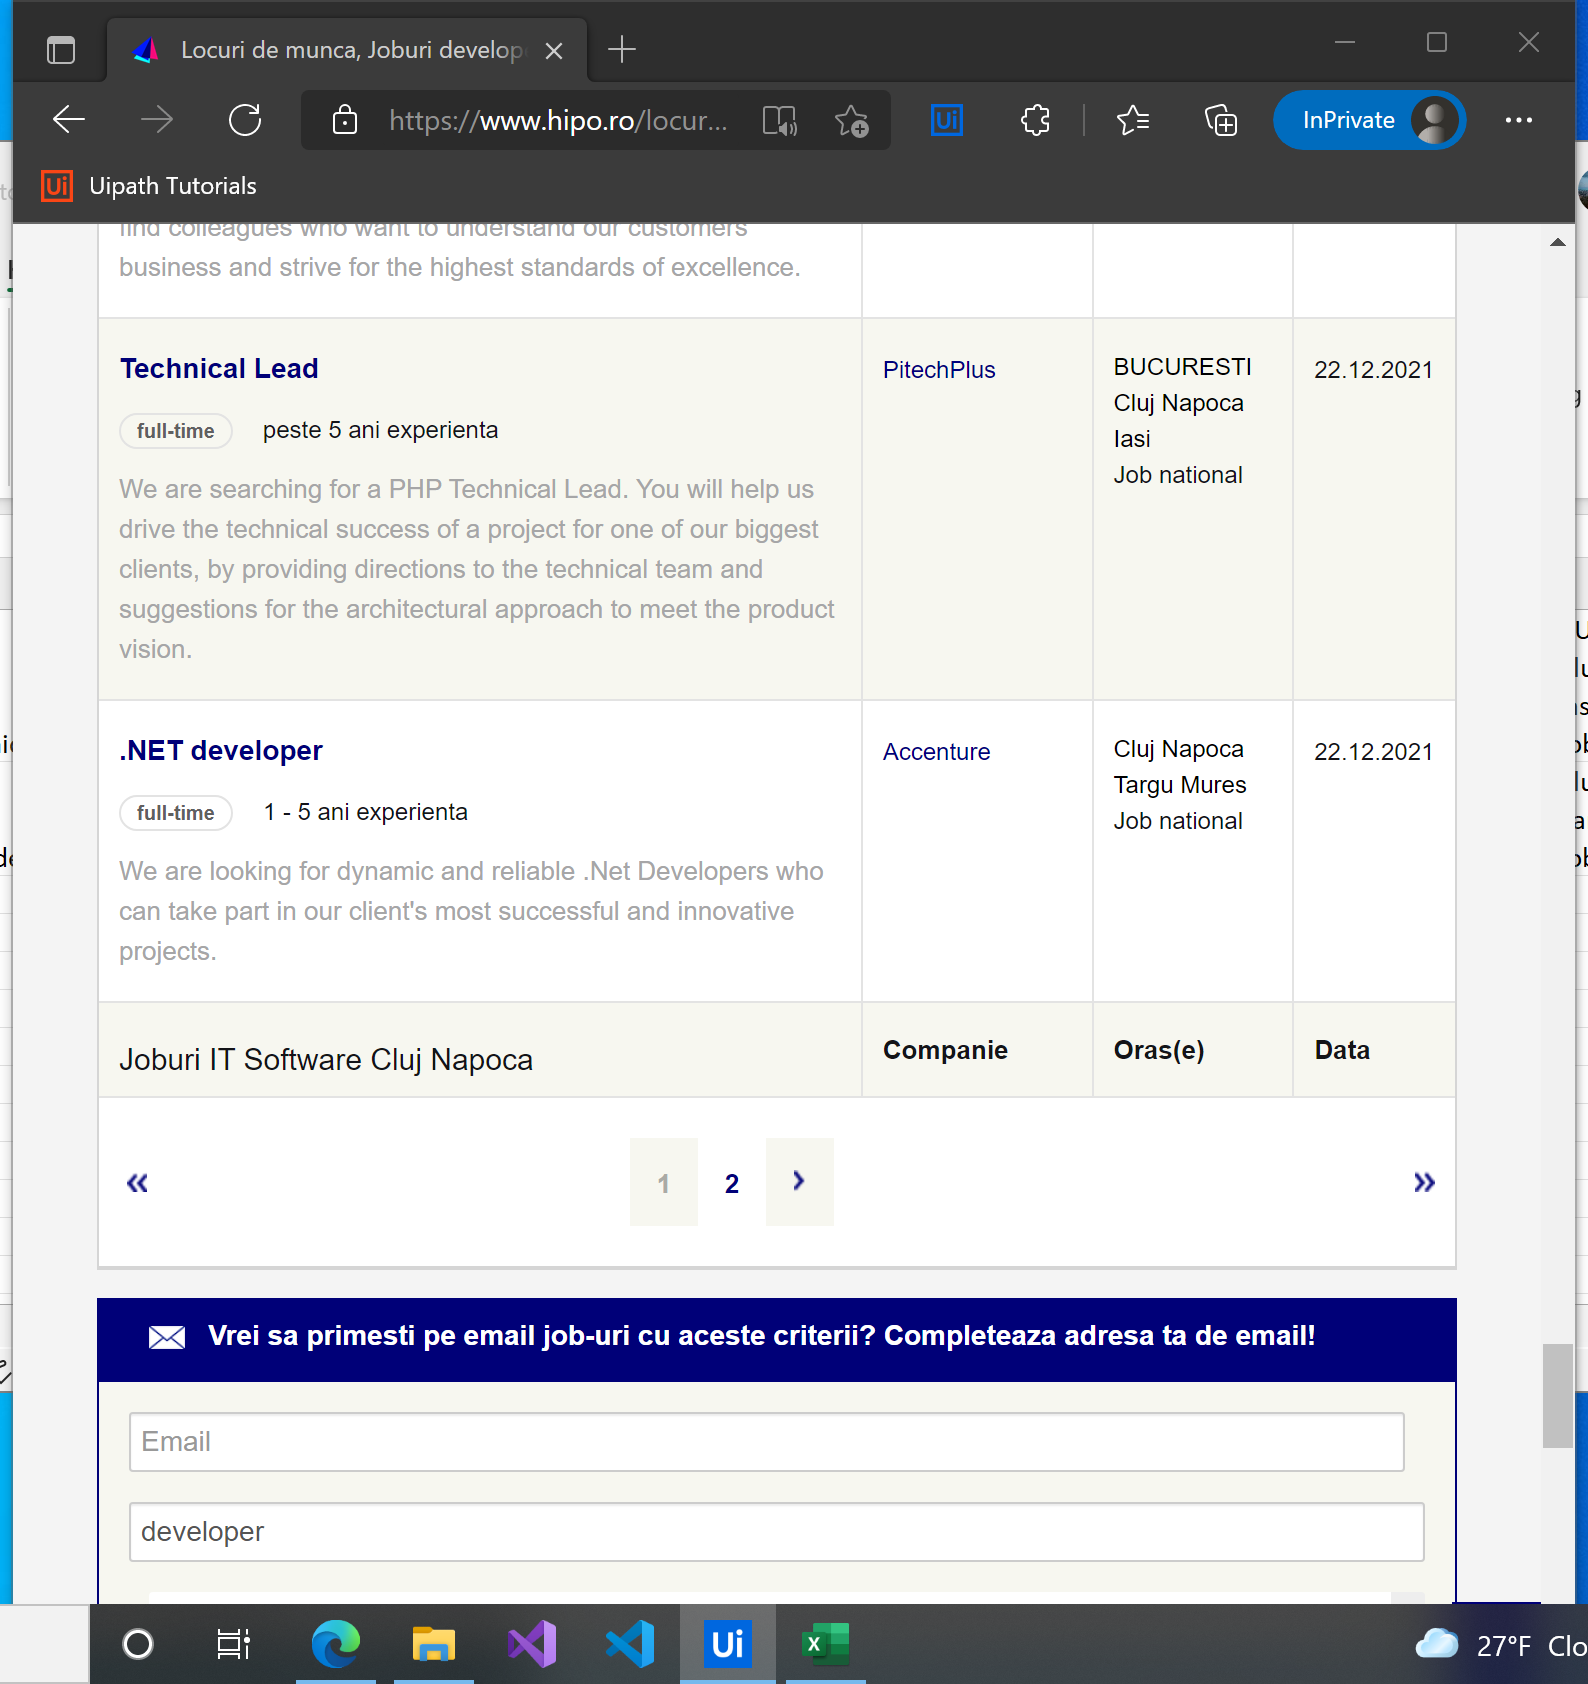 Locuri de munca, Joburi develop
https://www.hipo.ro/locur...
Ui
InPrivate
Ui Uipath Tutorials
find colleagues who want to understand our customers
business and strive for the highest standards of excellence.
Technical Lead
PitechPlus
BUCURESTI
Cluj Napoca
Iasi
Job national
22.12.2021
full-time peste 5 ani experienta
We are searching for a PHP Technical Lead. You will help us
drive the technical success of a project for one of our biggest
clients, by providing directions to the technical team and
suggestions for the architectural approach to meet the product
vision.
.NET developer
Accenture
Cluj Napoca
Targu Mures
Job national
22.12.2021
full-time 1 - 5 ani experienta
We are looking for dynamic and reliable .Net Developers who
can take part in our client's most successful and innovative
projects.
Joburi IT Software Cluj Napoca Companie Oras(e) Data
« 1 2 › »
Vrei sa primesti pe email job-uri cu aceste criterii? Completeaza adresa ta de email!
Email
developer
Ui
X
27°F Clo